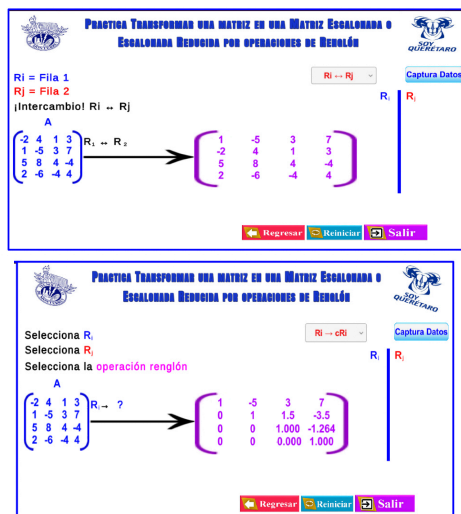 Practica Transformar una matriz en una Matriz Escalonada o
Escalonada Reducida por operaciones de Renglón
SOY
QUERÉTARO
Ri = Fila 1
Rj = Fila 2
¡Intercambio! Ri ↔ Rj
Ri ↔ Rj
Captura Datos
Ri Rj
A
-2 4 1 3
1 -5 3 7
5 8 4 -4
2 -6 -4 4
R₁ ↔ R₂
1 -5 3 7
-2 4 1 3
5 8 4 -4
2 -6 -4 4
Regresar Reiniciar Salir
Practica Transformar una matriz en una Matriz Escalonada o
Escalonada Reducida por operaciones de Renglón
SOY
QUERÉTARO
Selecciona Ri
Selecciona Rj
Selecciona la operación renglón
Ri → cRi
Captura Datos
Ri Rj
A
-2 4 1 3
1 -5 3 7
5 8 4 -4
2 -6 -4 4
Ri → ?
1 -5 3 7
0 1 1.5 -3.5
0 0 1.000 -1.264
0 0 0.000 1.000
Regresar Reiniciar Salir